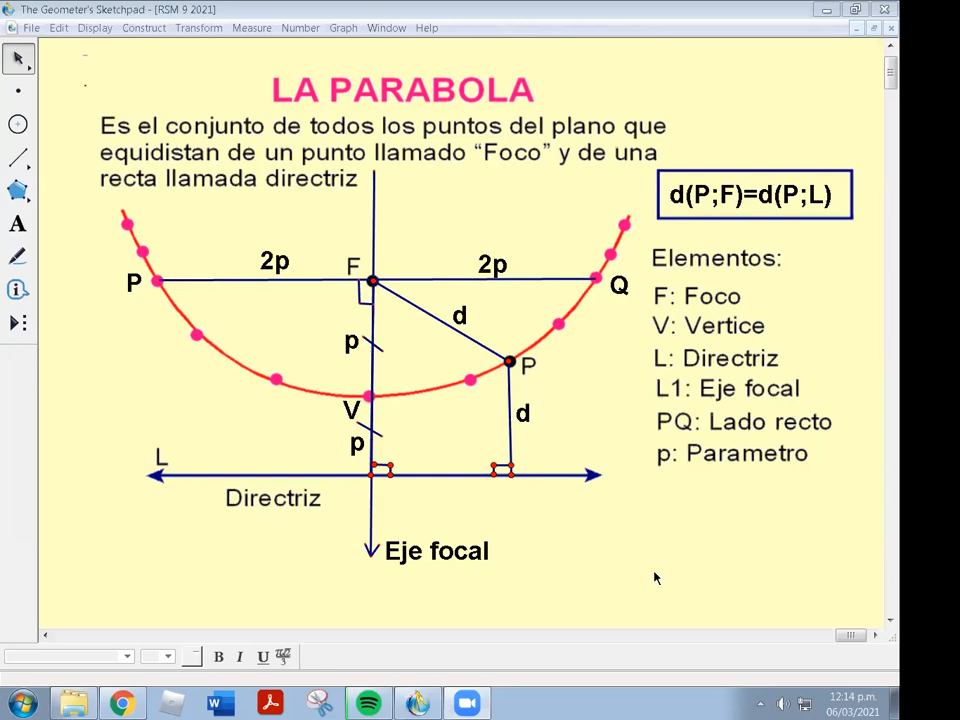 The Geometer's Sketchpad - [RSM 9 2021]
File Edit Display Construct Transform Measure Number Graph Window Help
LA PARABOLA
Es el conjunto de todos los puntos del plano que
equidistan de un punto llamado “Foco” y de una
recta llamada directriz
d(P;F)=d(P;L)
Elementos:
F: Foco
V: Vertice
L: Directriz
L1: Eje focal
PQ: Lado recto
p: Parametro
2p
F
2p
P
Q
d
p
P
V
d
p
L
Directriz
Eje focal
A
B I U
12:14 p.m.
06/03/2021